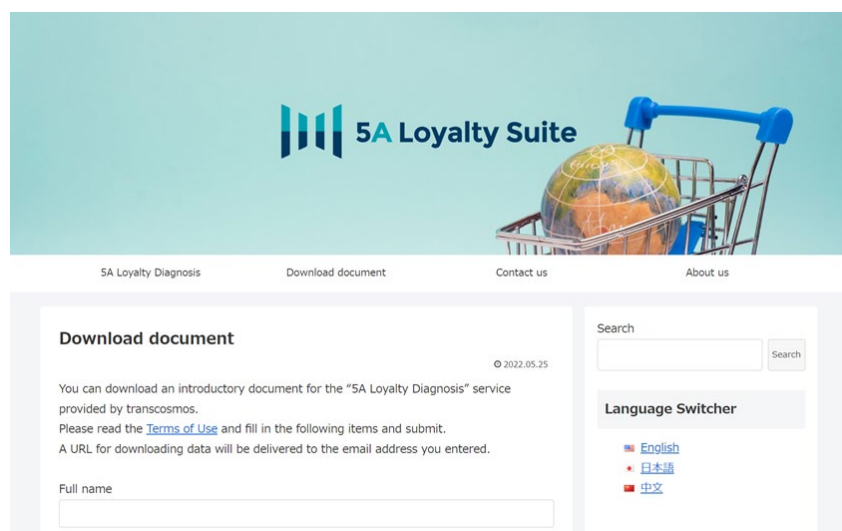 5A Loyalty Suite
5A Loyalty Diagnosis
Download document
Contact us
About us
Download document
2022.05.25
You can download an introductory document for the “5A Loyalty Diagnosis” service
provided by transcosmos.
Please read the Terms of Use and fill in the following items and submit.
A URL for downloading data will be delivered to the email address you entered.
Full name
Search
Search
Language Switcher
English
日本語
中文